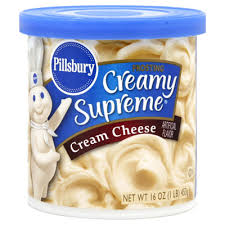 Pillsbury
FROSTING
Creamy
Supreme
Cream Cheese
ARTIFICIAL
FLAVOR
NET WT 16 OZ (1 LB) 453g